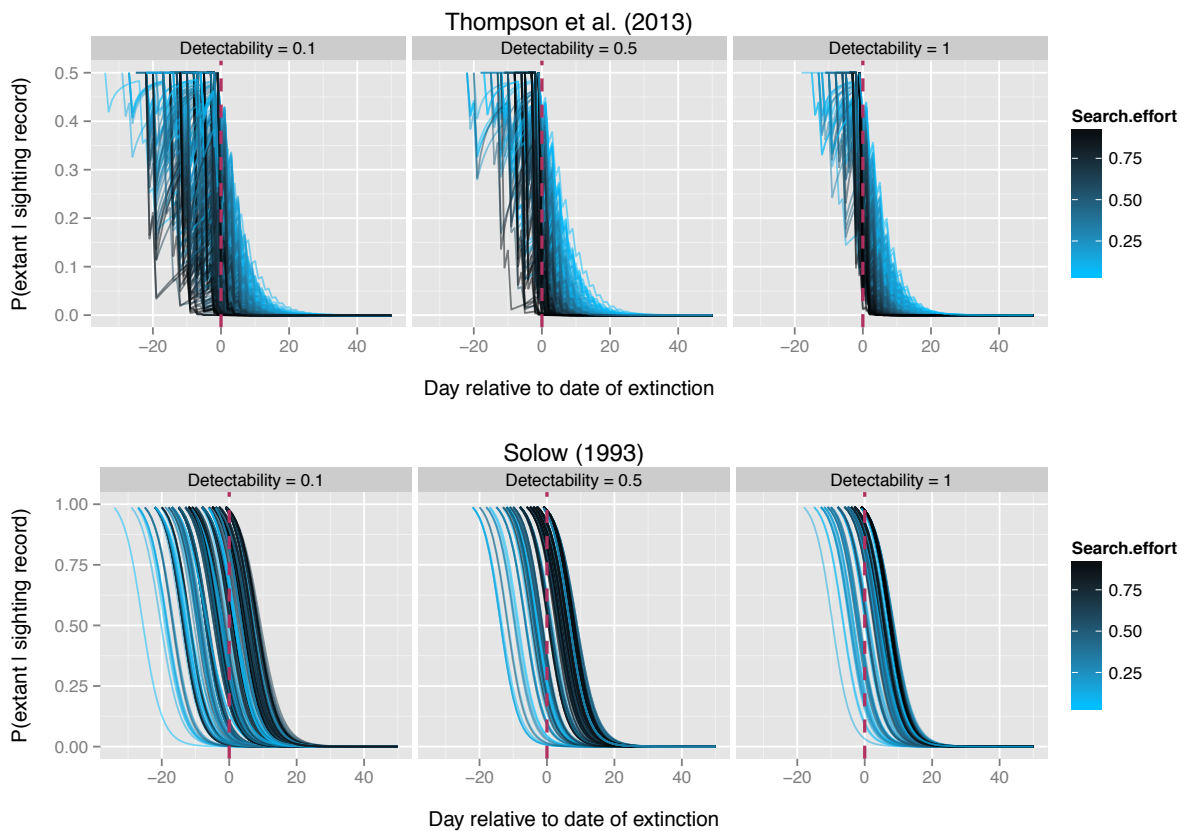 Thompson et al. (2013)
Detectability = 0.1 Detectability = 0.5 Detectability = 1
P(extant | sighting record)
0.5
0.4
0.3
0.2
0.1
0.0
−20 0 20 40 −20 0 20 40 −20 0 20 40
Day relative to date of extinction
Search.effort
0.75
0.50
0.25
Solow (1993)
Detectability = 0.1 Detectability = 0.5 Detectability = 1
P(extant | sighting record)
1.00
0.75
0.50
0.25
0.00
−20 0 20 40 −20 0 20 40 −20 0 20 40
Day relative to date of extinction
Search.effort
0.75
0.50
0.25